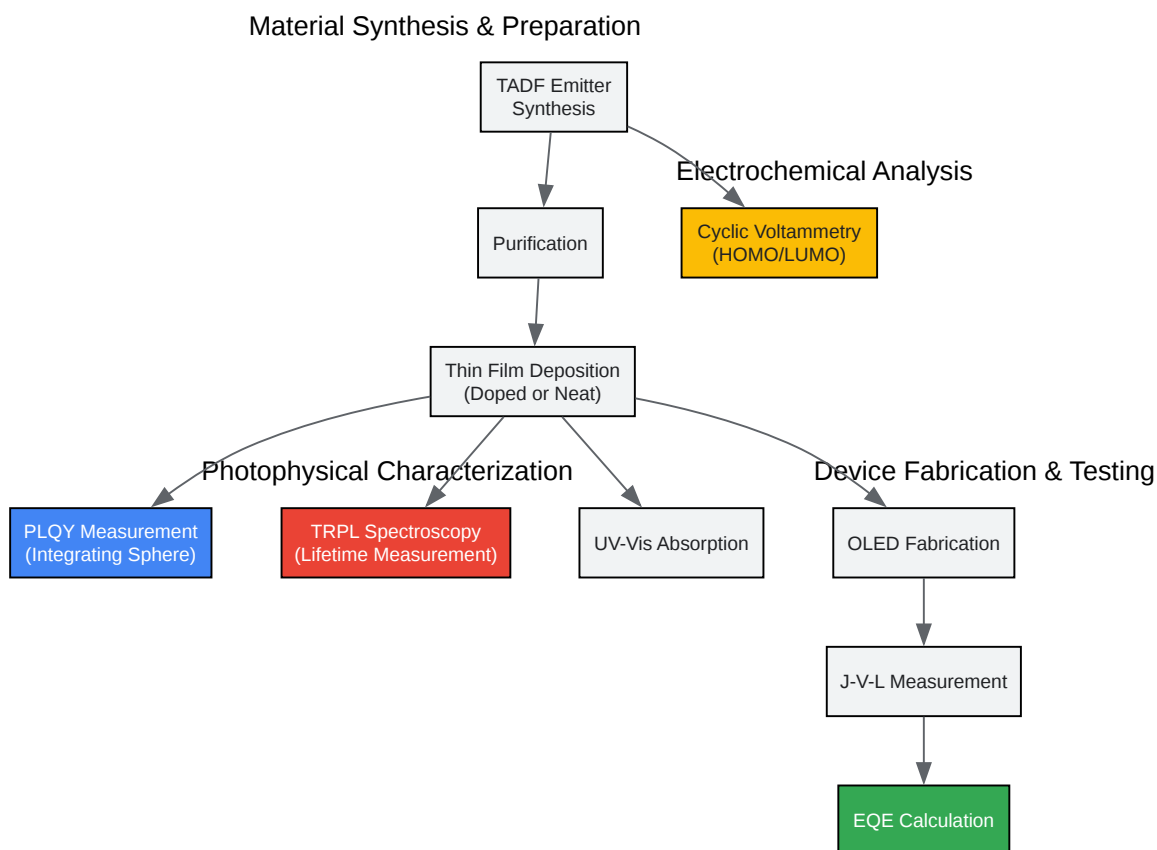 Material Synthesis & Preparation
TADF Emitter
Synthesis
Electrochemical Analysis
Purification
Cyclic Voltammetry
(HOMO/LUMO)
Thin Film Deposition
(Doped or Neat)
Photophysical Characterization
Device Fabrication & Testing
PLQY Measurement
(Integrating Sphere)
TRPL Spectroscopy
(Lifetime Measurement)
UV-Vis Absorption
OLED Fabrication
J-V-L Measurement
EQE Calculation